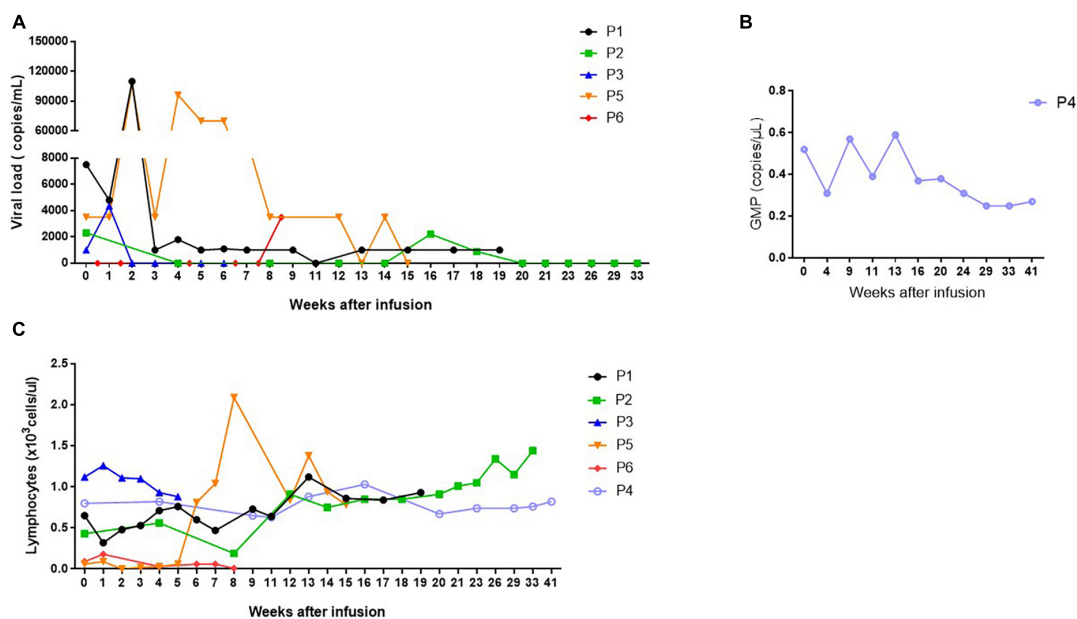 A
Viral load ( copies/mL)
150000
120000
90000
60000
8000
6000
4000
2000
0
0 1 2 3 4 5 6 7 8 9 11 12 13 14 15 16 17 18 19 20 21 23 26 29 33
Weeks after infusion
P1
P2
P3
P5
P6
B
GMP (copies/μL)
0.8
0.6
0.4
0.2
0.0
0 4 9 11 13 16 20 24 29 33 41
Weeks after infusion
P4
C
Lymphocytes (x10³cells/ul)
2.5
2.0
1.5
1.0
0.5
0.0
0 1 2 3 4 5 6 7 8 9 11 12 13 14 15 16 17 18 19 20 21 23 26 29 33 41
Weeks after infusion
P1
P2
P3
P5
P6
P4